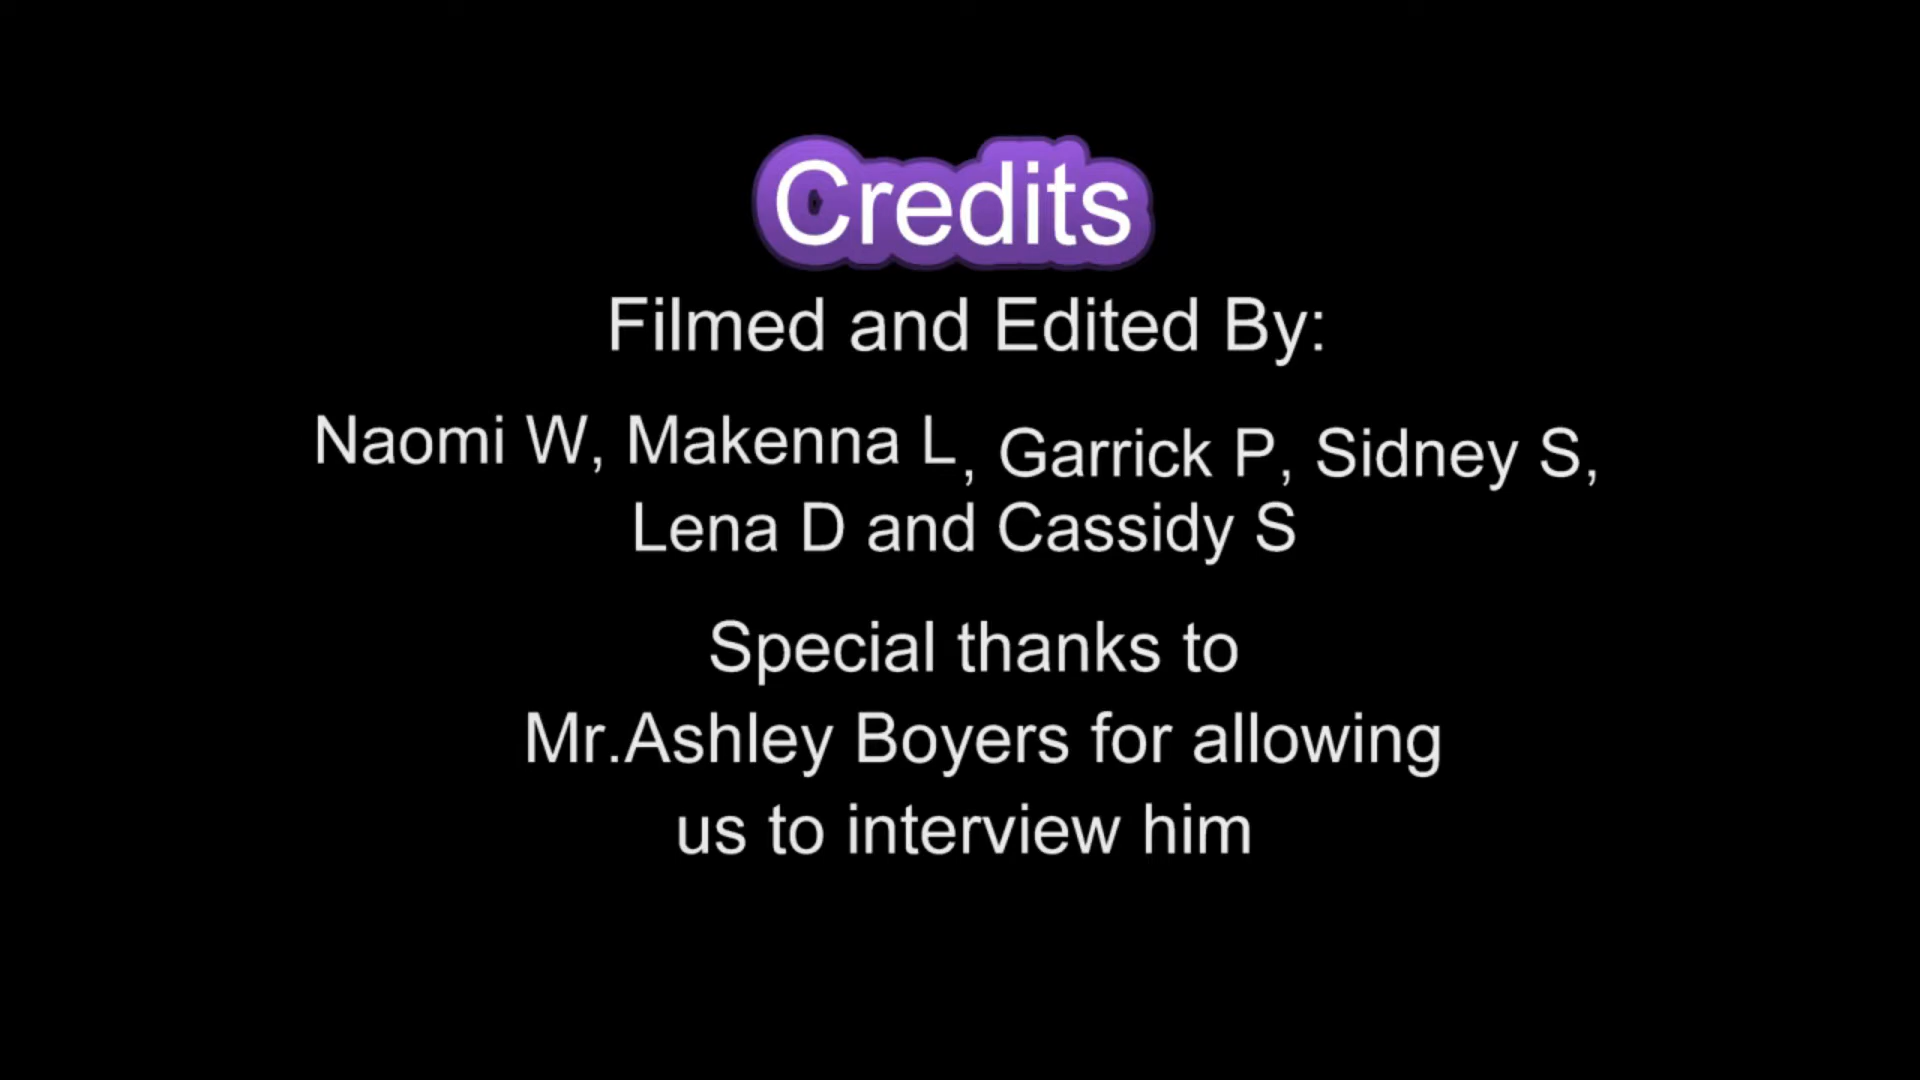 Credits
Filmed and Edited By:
Naomi W, Makenna L, Garrick P, Sidney S,
Lena D and Cassidy S
Special thanks to
Mr.Ashley Boyers for allowing
us to interview him